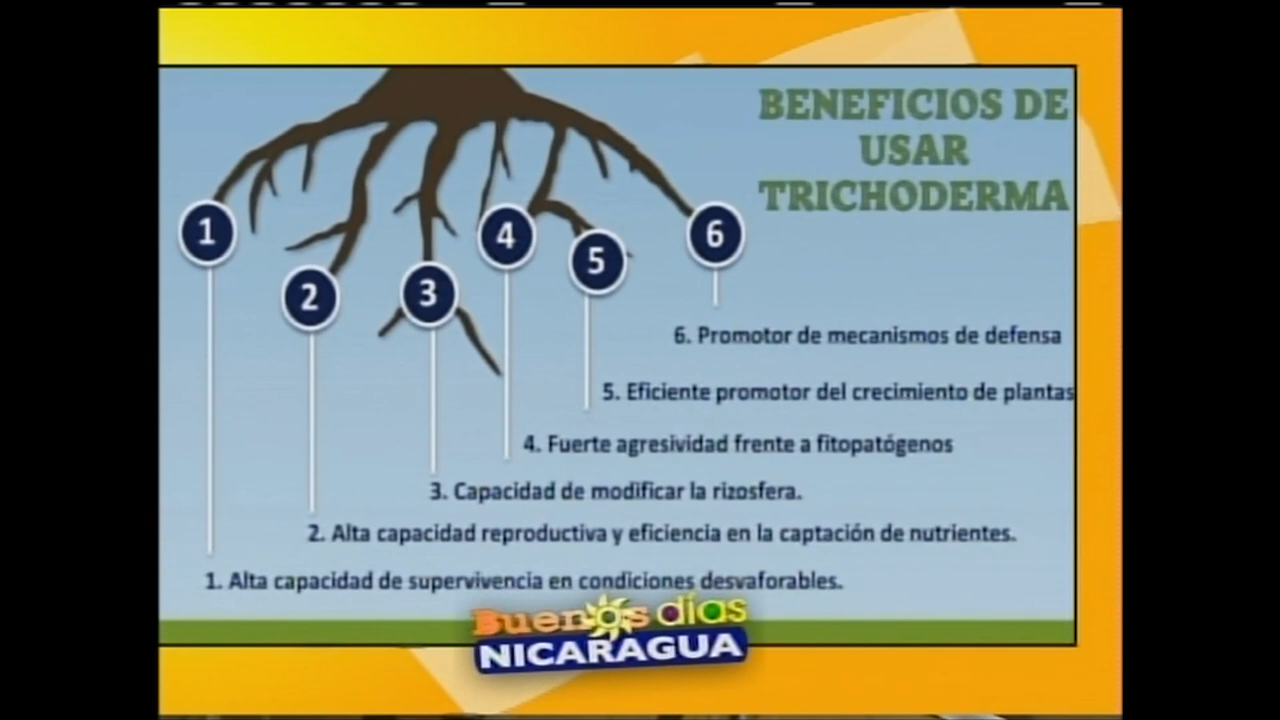 BENEFICIOS DE
USAR
TRICHODERMA
1
2
3
4
5
6
6. Promotor de mecanismos de defensa
5. Eficiente promotor del crecimiento de plantas
4. Fuerte agresividad frente a fitopatógenos
3. Capacidad de modificar la rizosfera.
2. Alta capacidad reproductiva y eficiencia en la captación de nutrientes.
1. Alta capacidad de supervivencia en condiciones desvaforables.
Buenos días
NICARAGUA